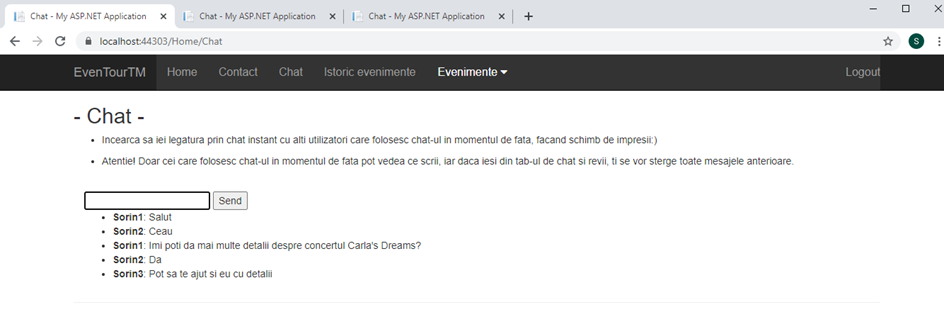 Chat - My ASP.NET Application Chat - My ASP.NET Application Chat - My ASP.NET Application
localhost:44303/Home/Chat S
EvenTourTM Home Contact Chat Istoric evenimente Evenimente Logout
- Chat -
Incearca sa iei legatura prin chat instant cu alti utilizatori care folosesc chat-ul in momentul de fata, facand schimb de impresii:)
Atentie! Doar cei care folosesc chat-ul in momentul de fata pot vedea ce scrii, iar daca iesi din tab-ul de chat si revii, ti se vor sterge toate mesajele anterioare.
Send
Sorin1: Salut
Sorin2: Ceau
Sorin1: Imi poti da mai multe detalii despre concertul Carla's Dreams?
Sorin2: Da
Sorin3: Pot sa te ajut si eu cu detalii